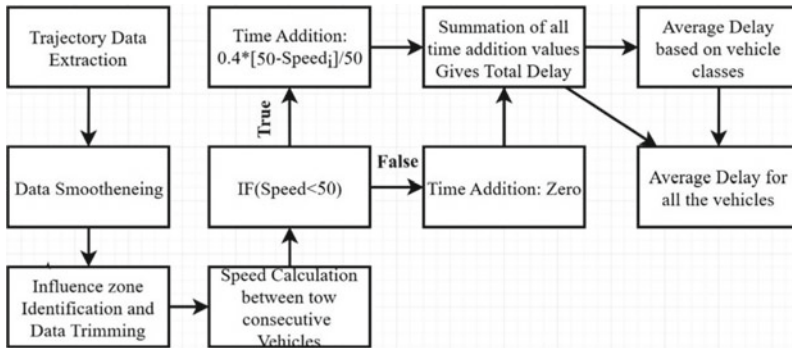 Trajectory Data
Extraction
Data Smootheneing
Influence zone
Identification and
Data Trimming
Speed Calculation
between tow
consecutive
Vehicles
IF(Speed<50)
True
False
Time Addition:
0.4*[50-Speedi]/50
Time Addition: Zero
Summation of all
time addition values
Gives Total Delay
Average Delay
based on vehicle
classes
Average Delay for
all the vehicles